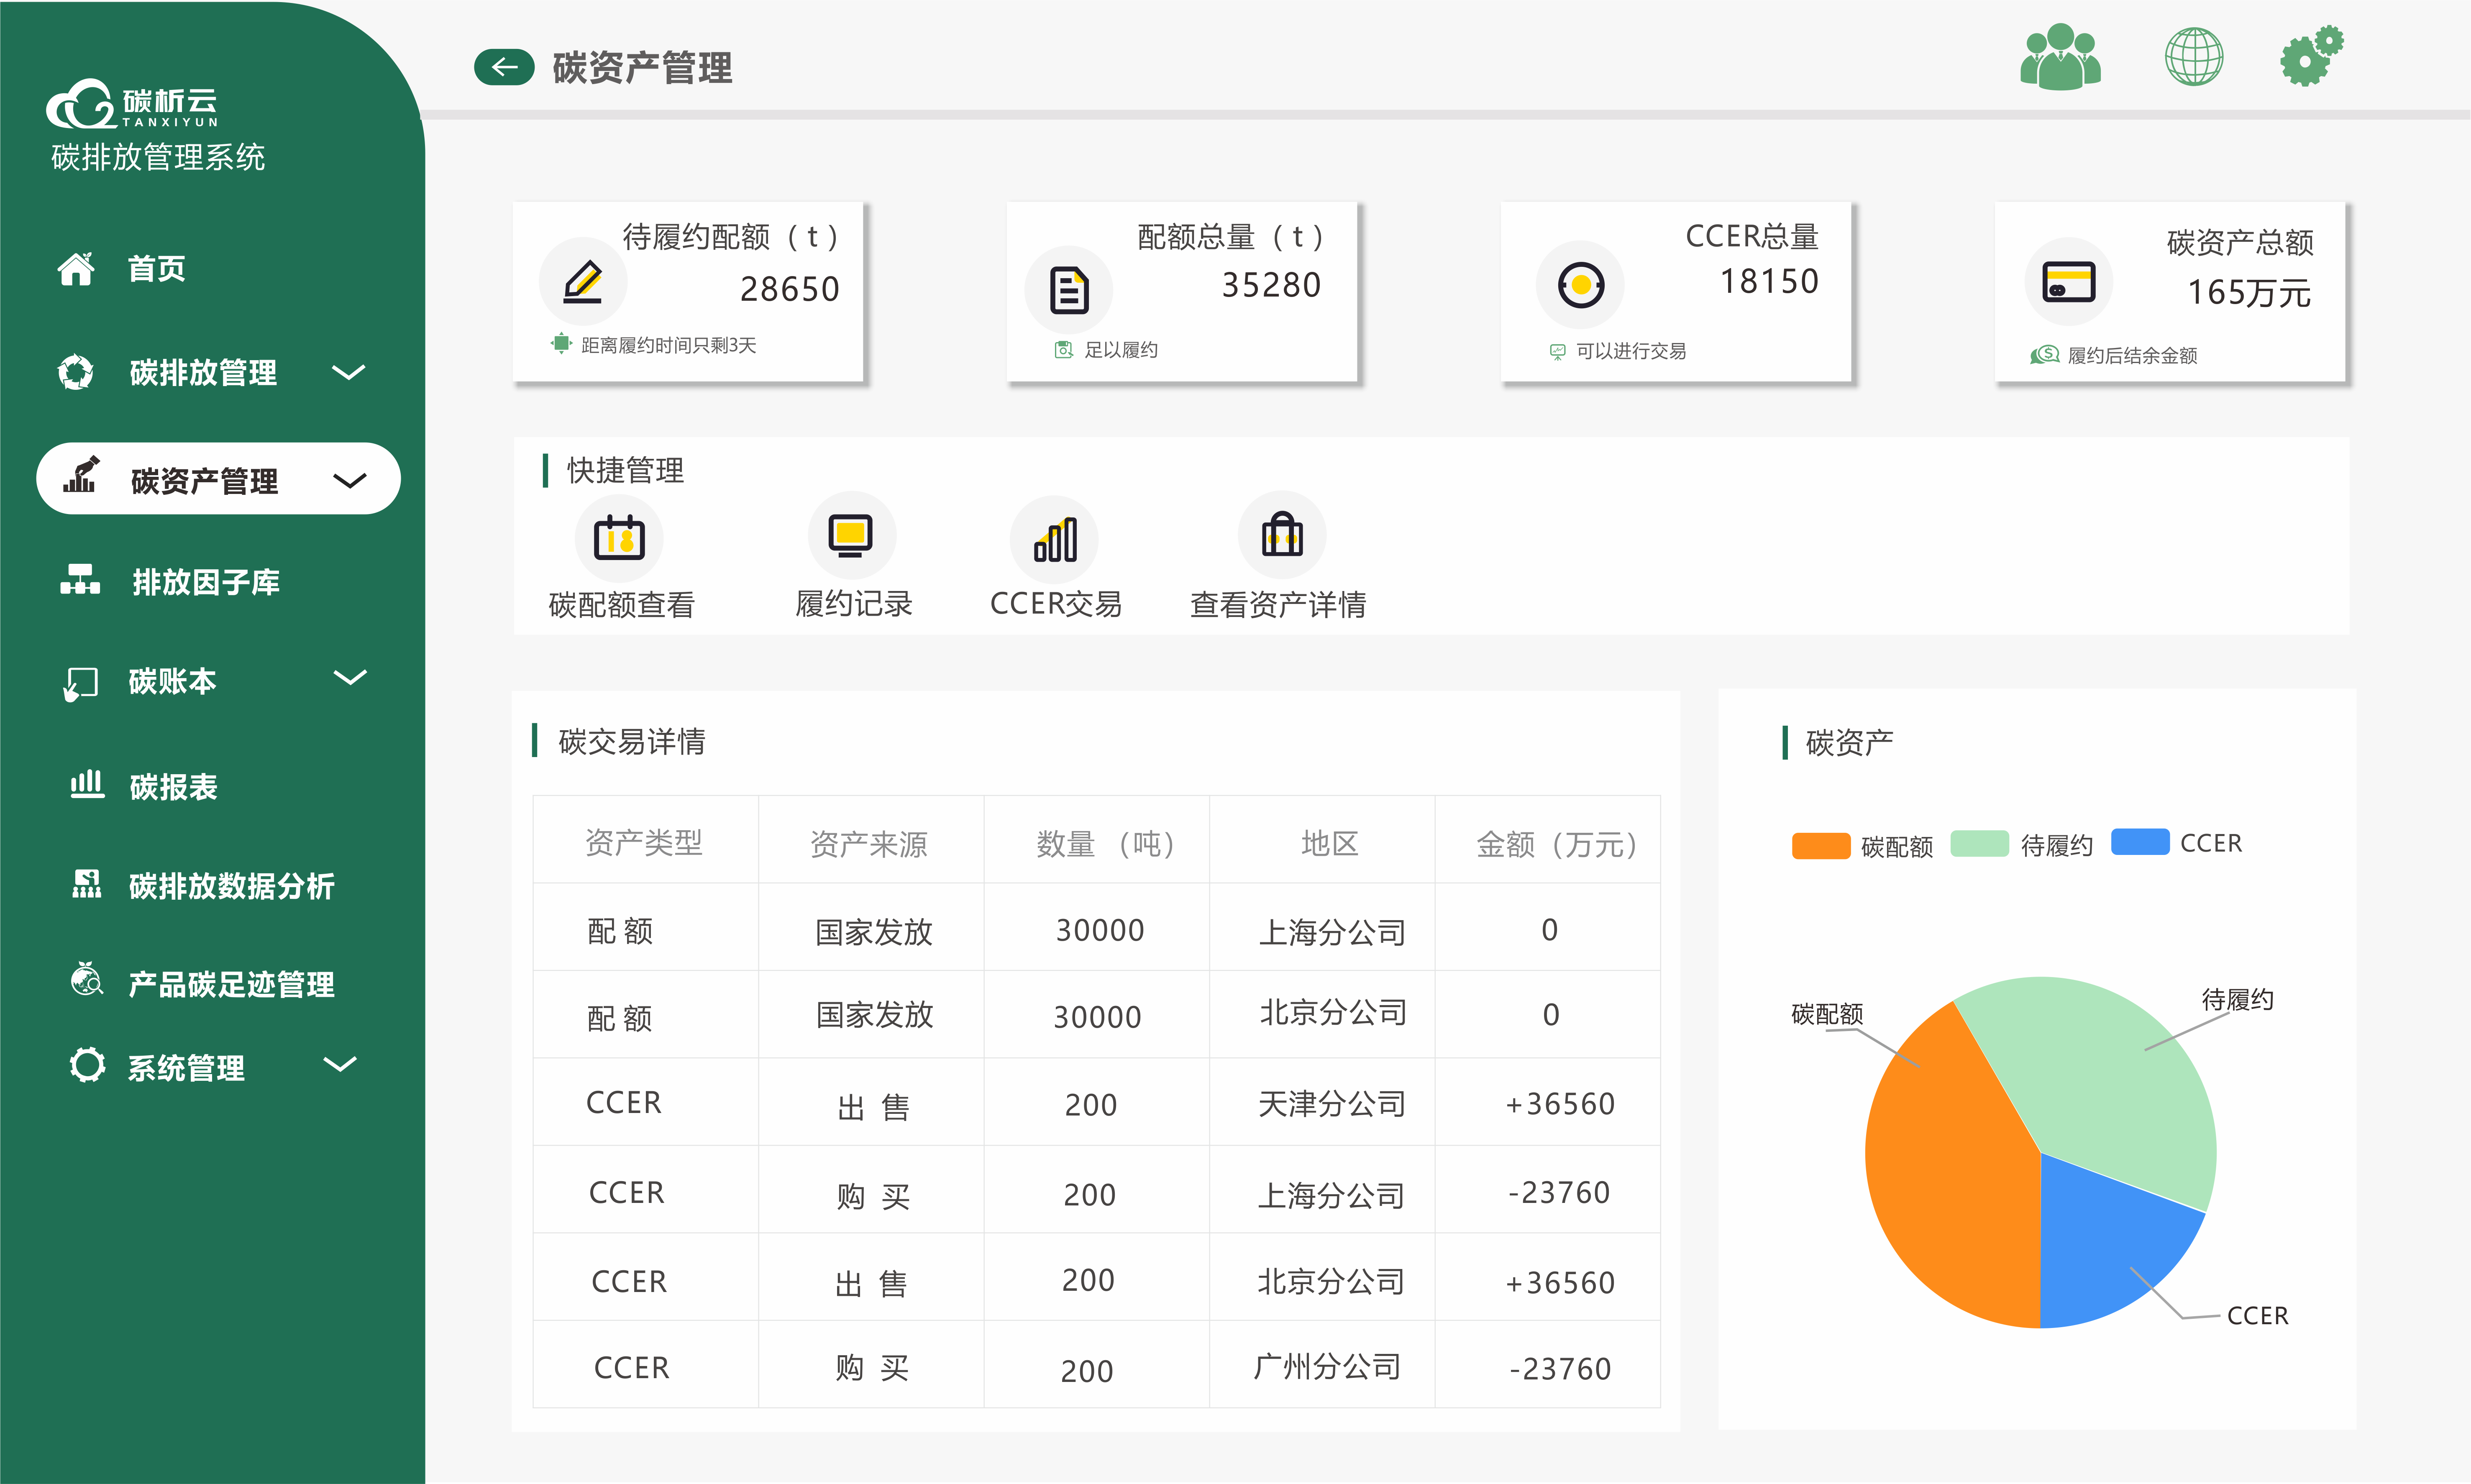 碳析云
TANXIYUN
碳排放管理系统
首页
碳排放管理
碳资产管理
排放因子库
碳账本
碳报表
碳排放数据分析
产品碳足迹管理
系统管理
碳资产管理
待履约配额（t）
28650
距离履约时间只剩3天
配额总量（t）
35280
足以履约
CCER总量
18150
可以进行交易
碳资产总额
165万元
履约后结余金额
快捷管理
碳配额查看 履约记录 CCER交易 查看资产详情
碳交易详情
资产类型 资产来源 数量 （吨） 地区 金额（万元）
配 额 国家发放 30000 上海分公司 0
配 额 国家发放 30000 北京分公司 0
CCER 出 售 200 天津分公司 +36560
CCER 购 买 200 上海分公司 -23760
CCER 出 售 200 北京分公司 +36560
CCER 购 买 200 广州分公司 -23760
碳资产
碳配额 待履约 CCER
碳配额
待履约
CCER